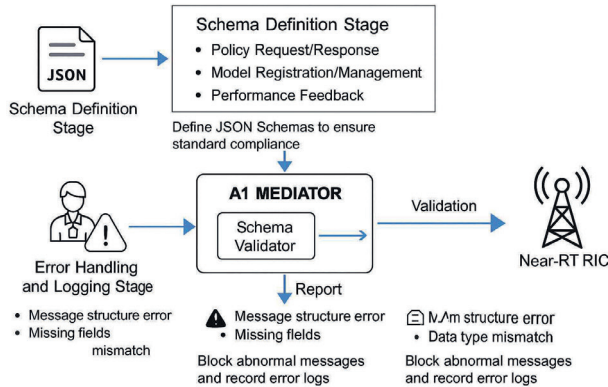 JSON
Schema Definition
Stage
Schema Definition Stage
• Policy Request/Response
• Model Registration/Management
• Performance Feedback
Define JSON Schemas to ensure
standard compliance
A1 MEDIATOR
Schema
Validator
Validation
Near-RT RIC
Error Handling
and Logging Stage
• Message structure error
• Missing fields
mismatch
Report
Message structure error
• Missing fields
Block abnormal messages
and record error logs
structure error
• Data type mismatch
Block abnormal messages
and record error logs